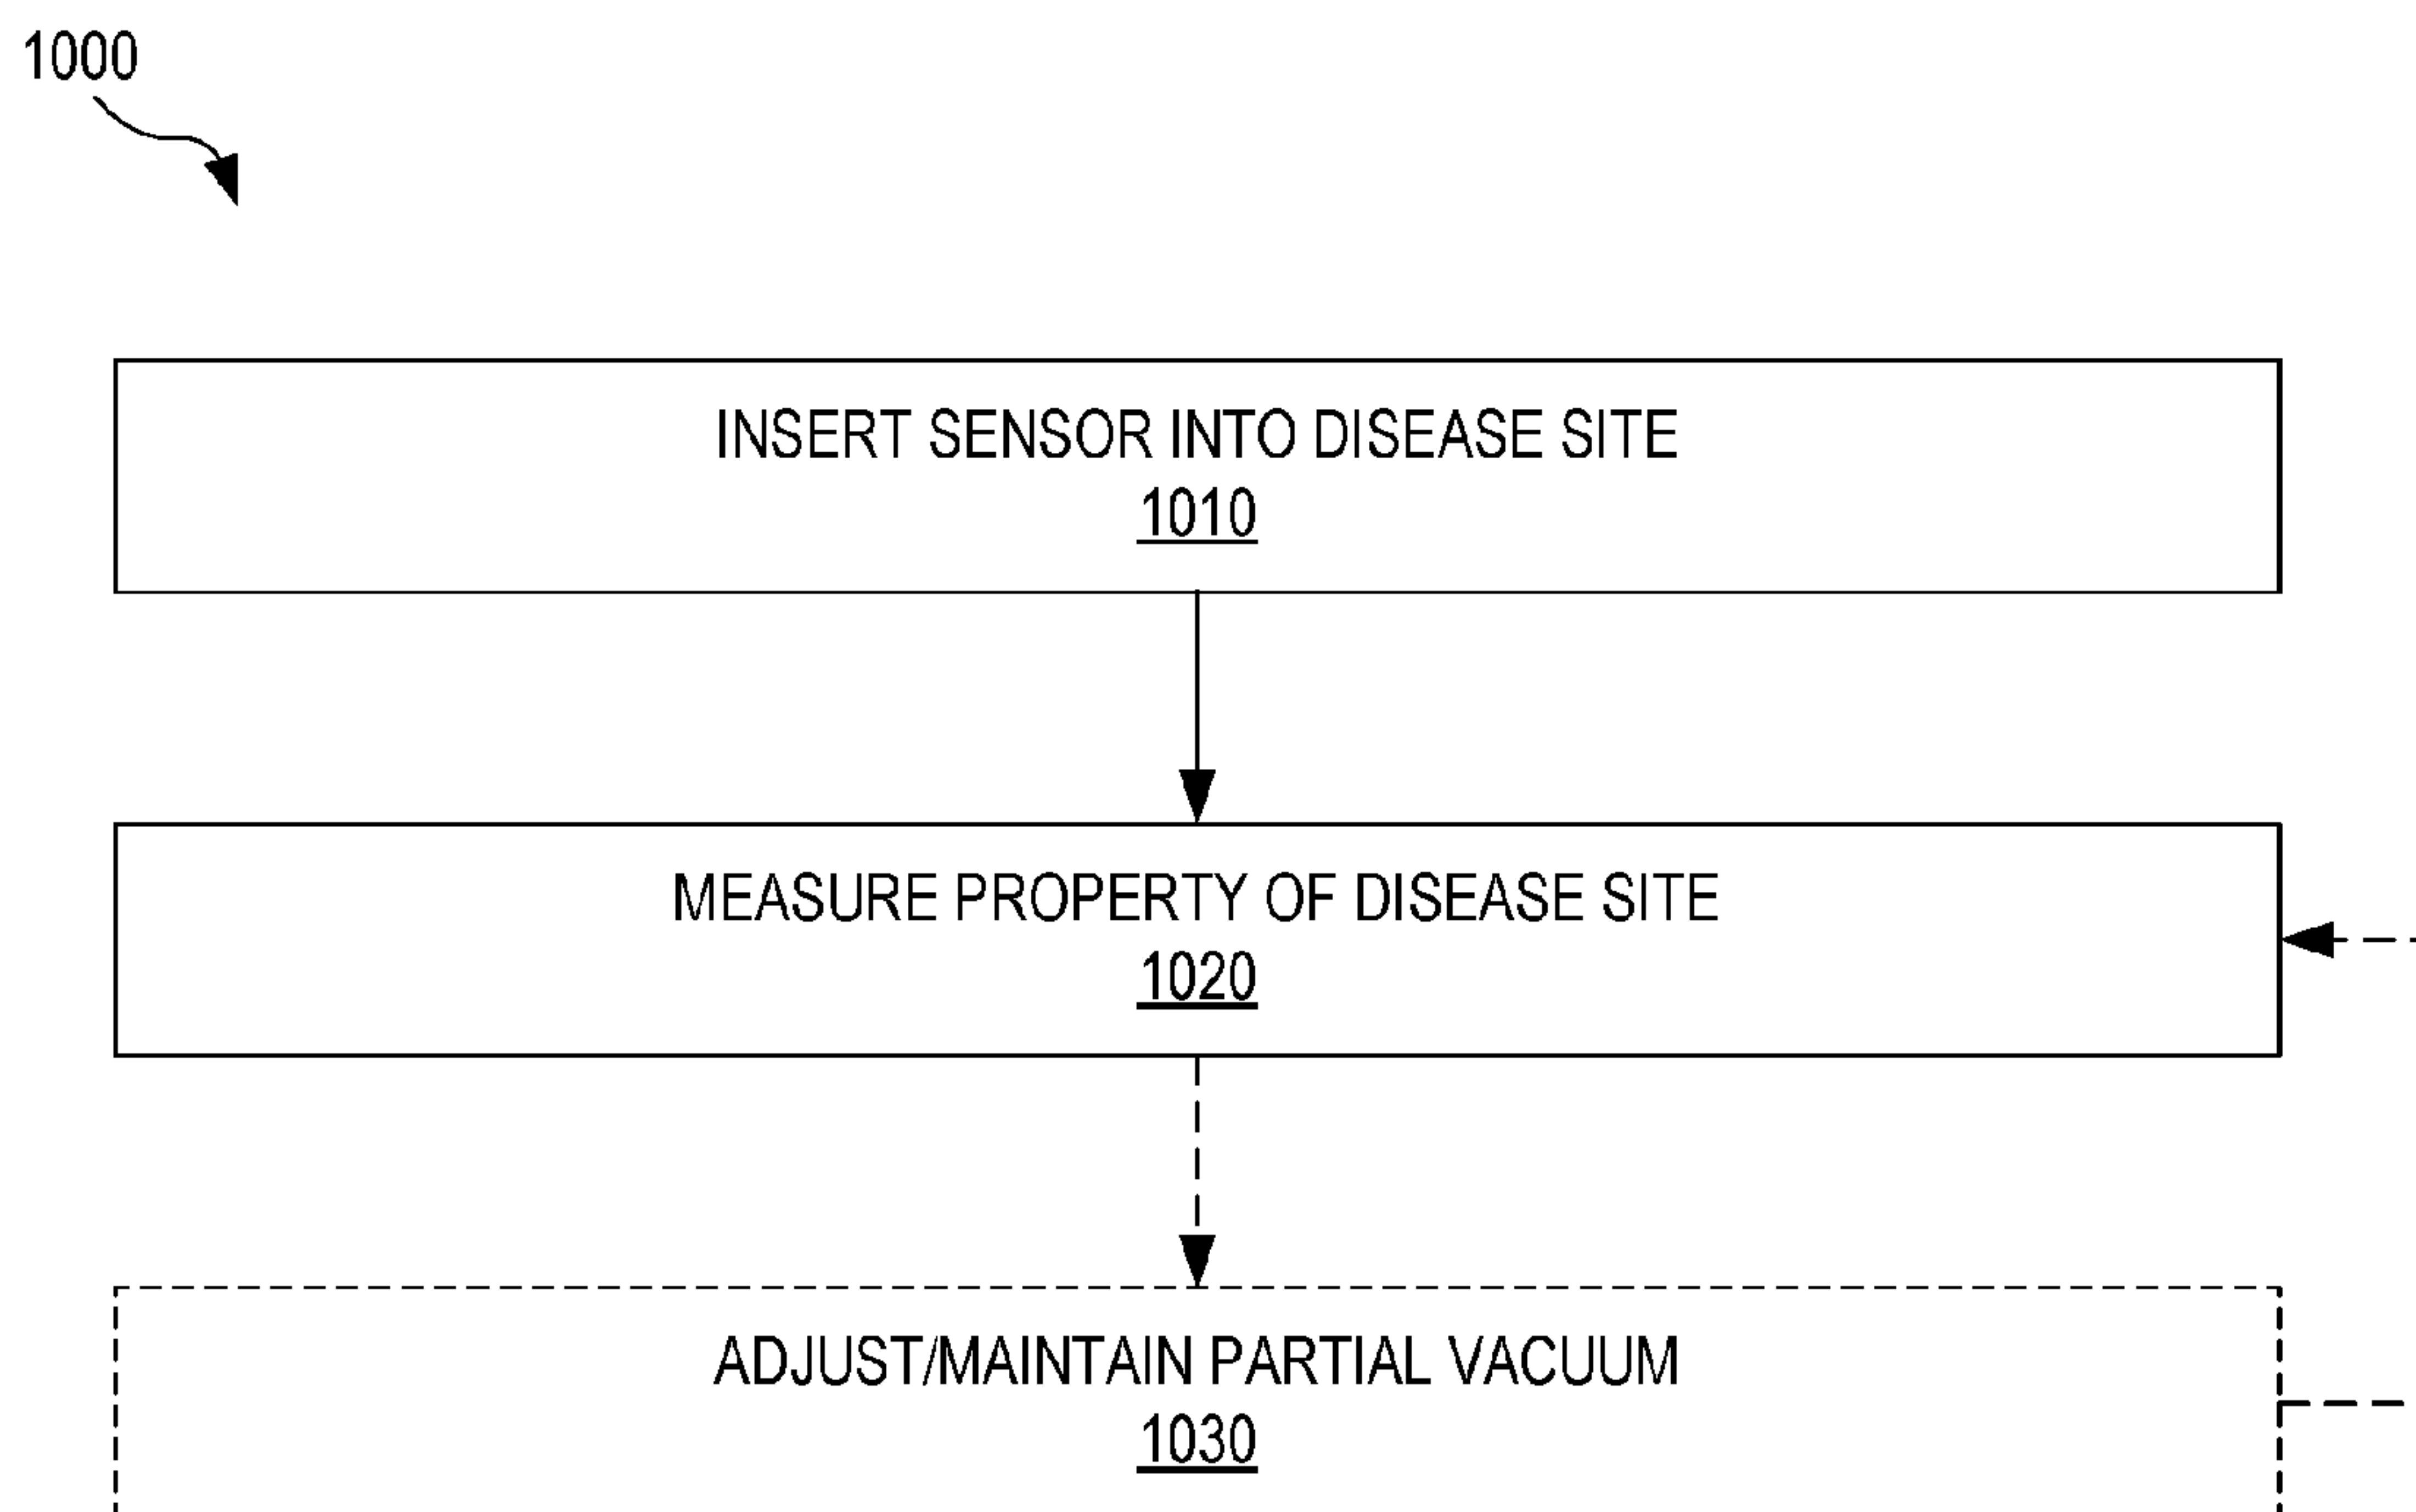 1000
INSERT SENSOR INTO DISEASE SITE
1010
MEASURE PROPERTY OF DISEASE SITE
1020
ADJUST/MAINTAIN PARTIAL VACUUM
1030